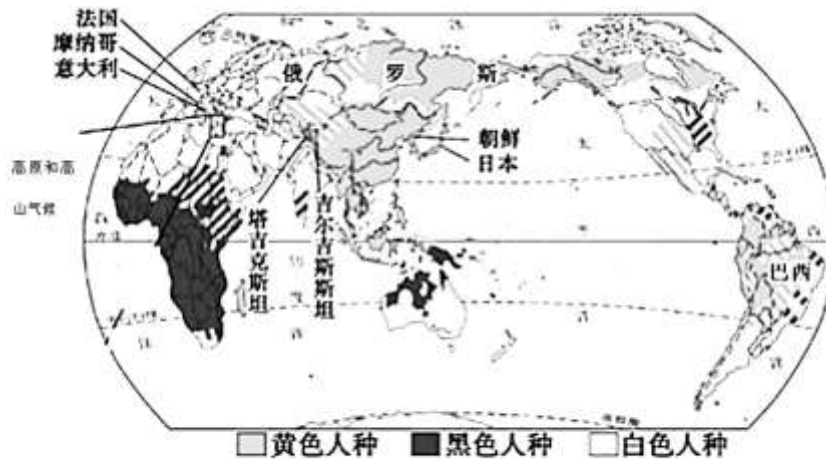 法国
摩纳哥
意大利
俄 罗 斯
朝鲜
日本
高原和高
山气候
塔吉克斯坦
吉尔吉斯斯坦
巴西
太
洋
黄色人种 黑色人种 白色人种